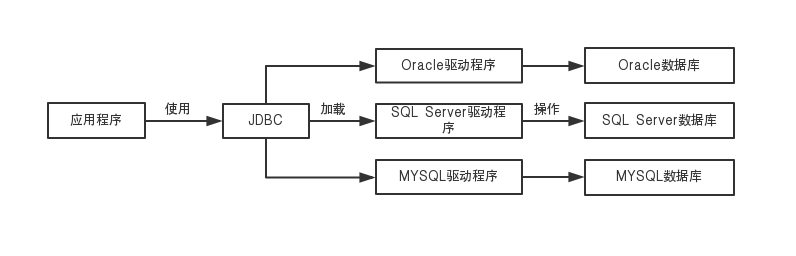 Oracle驱动程序
Oracle数据库
应用程序
使用
JDBC
加载
SQL Server驱动程
序
操作
SQL Server数据库
MYSQL驱动程序
MYSQL数据库